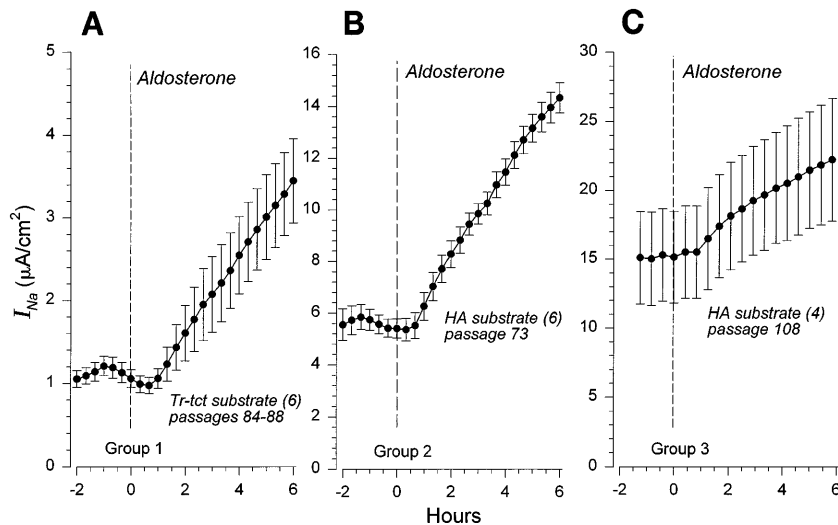 A
B
C
5
4
3
2
1
0
16
14
12
10
8
6
4
2
0
30
25
20
15
10
5
0
I_Na (µA/cm²)
Aldosterone
Aldosterone
Aldosterone
Tr-tct substrate (6)
passages 84-88
HA substrate (6)
passage 73
HA substrate (4)
passage 108
Group 1
Group 2
Group 3
-2 0 2 4 6
-2 0 2 4 6
-2 0 2 4 6
Hours